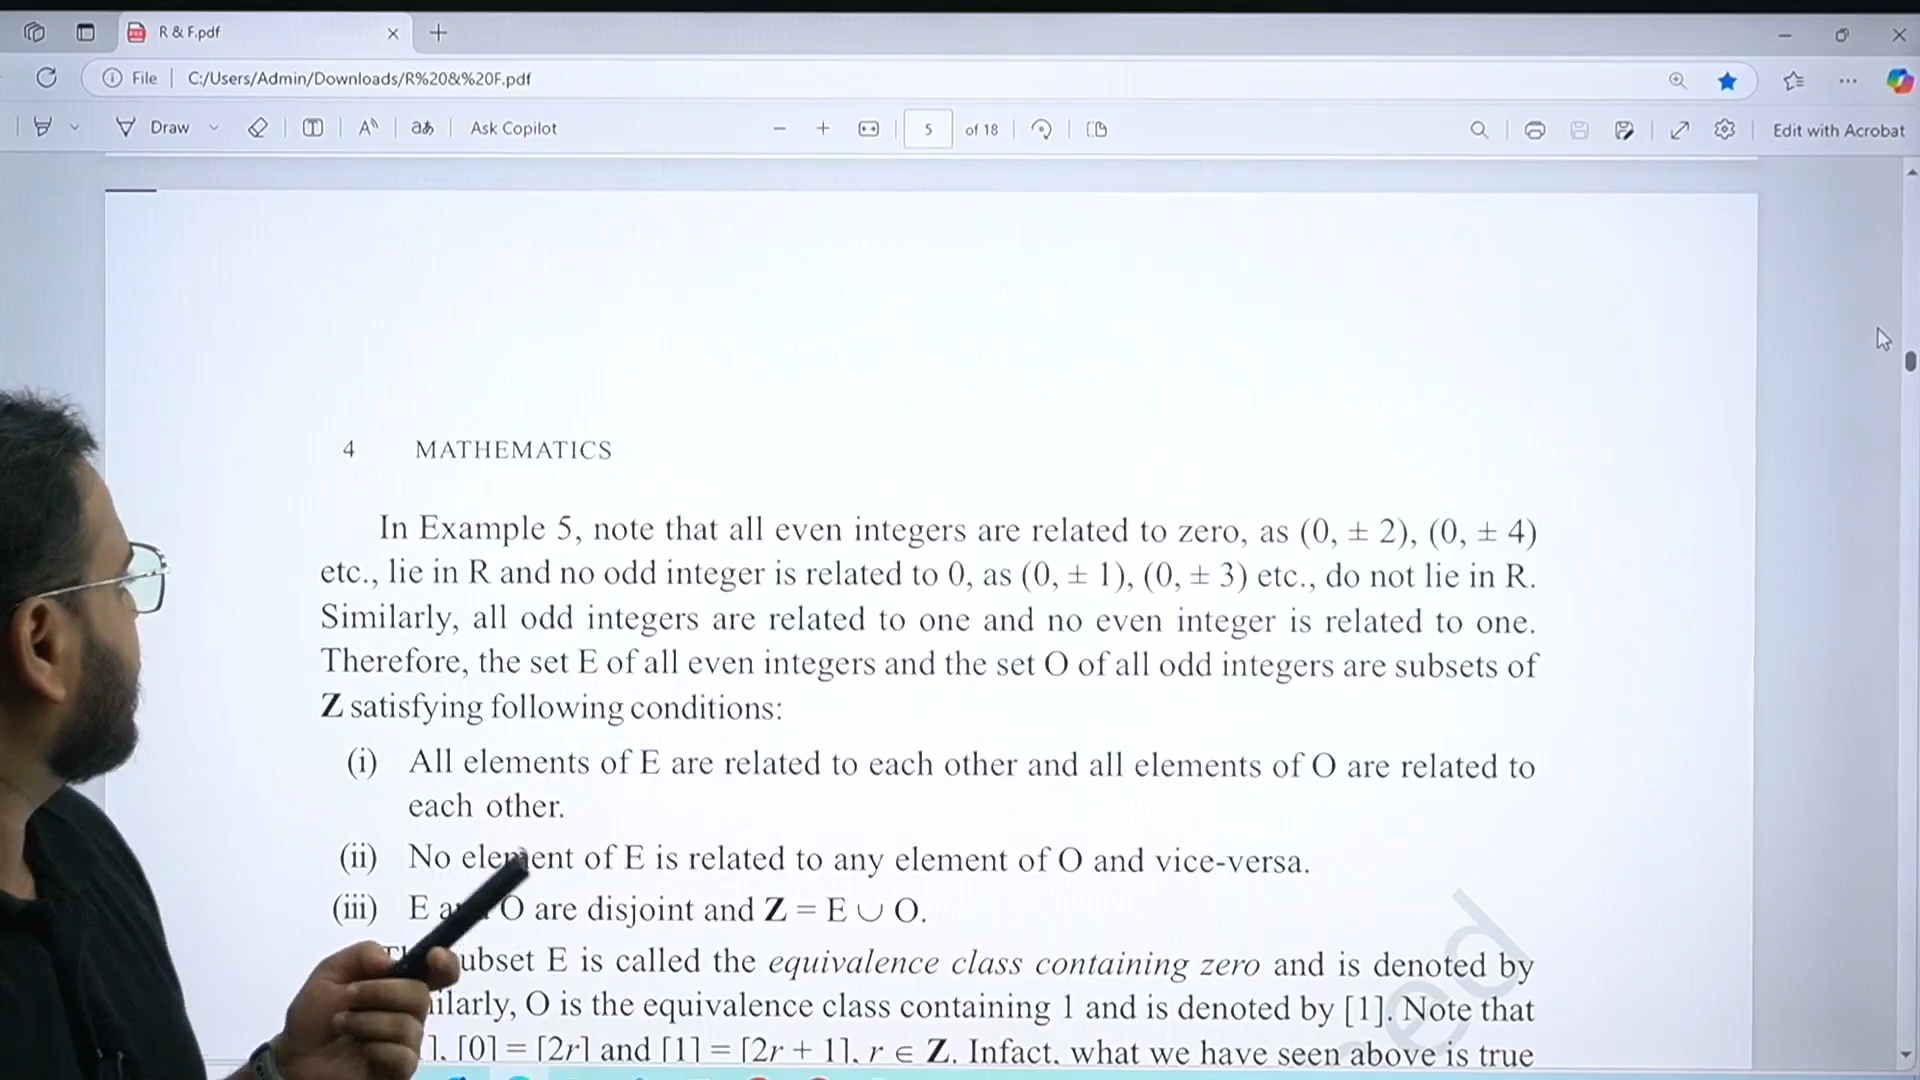 R & F.pdf
File C:/Users/Admin/Downloads/R%20&%20F.pdf
Draw A aあ Ask Copilot 5 of 18 Edit with Acrobat
4 MATHEMATICS
In Example 5, note that all even integers are related to zero, as (0, ± 2), (0, ± 4)
etc., lie in R and no odd integer is related to 0, as (0, ± 1), (0, ± 3) etc., do not lie in R.
Similarly, all odd integers are related to one and no even integer is related to one.
Therefore, the set E of all even integers and the set O of all odd integers are subsets of
Z satisfying following conditions:
(i) All elements of E are related to each other and all elements of O are related to
each other.
(ii) No element of E is related to any element of O and vice-versa.
(iii) E O are disjoint and Z = E ∪ O.
subset E is called the equivalence class containing zero and is denoted by
O is the equivalence class containing 1 and is denoted by [1]. Note that
[0] = [2r] and [1] = [2r + 1], r ∈ Z. Infact, what we have seen above is true